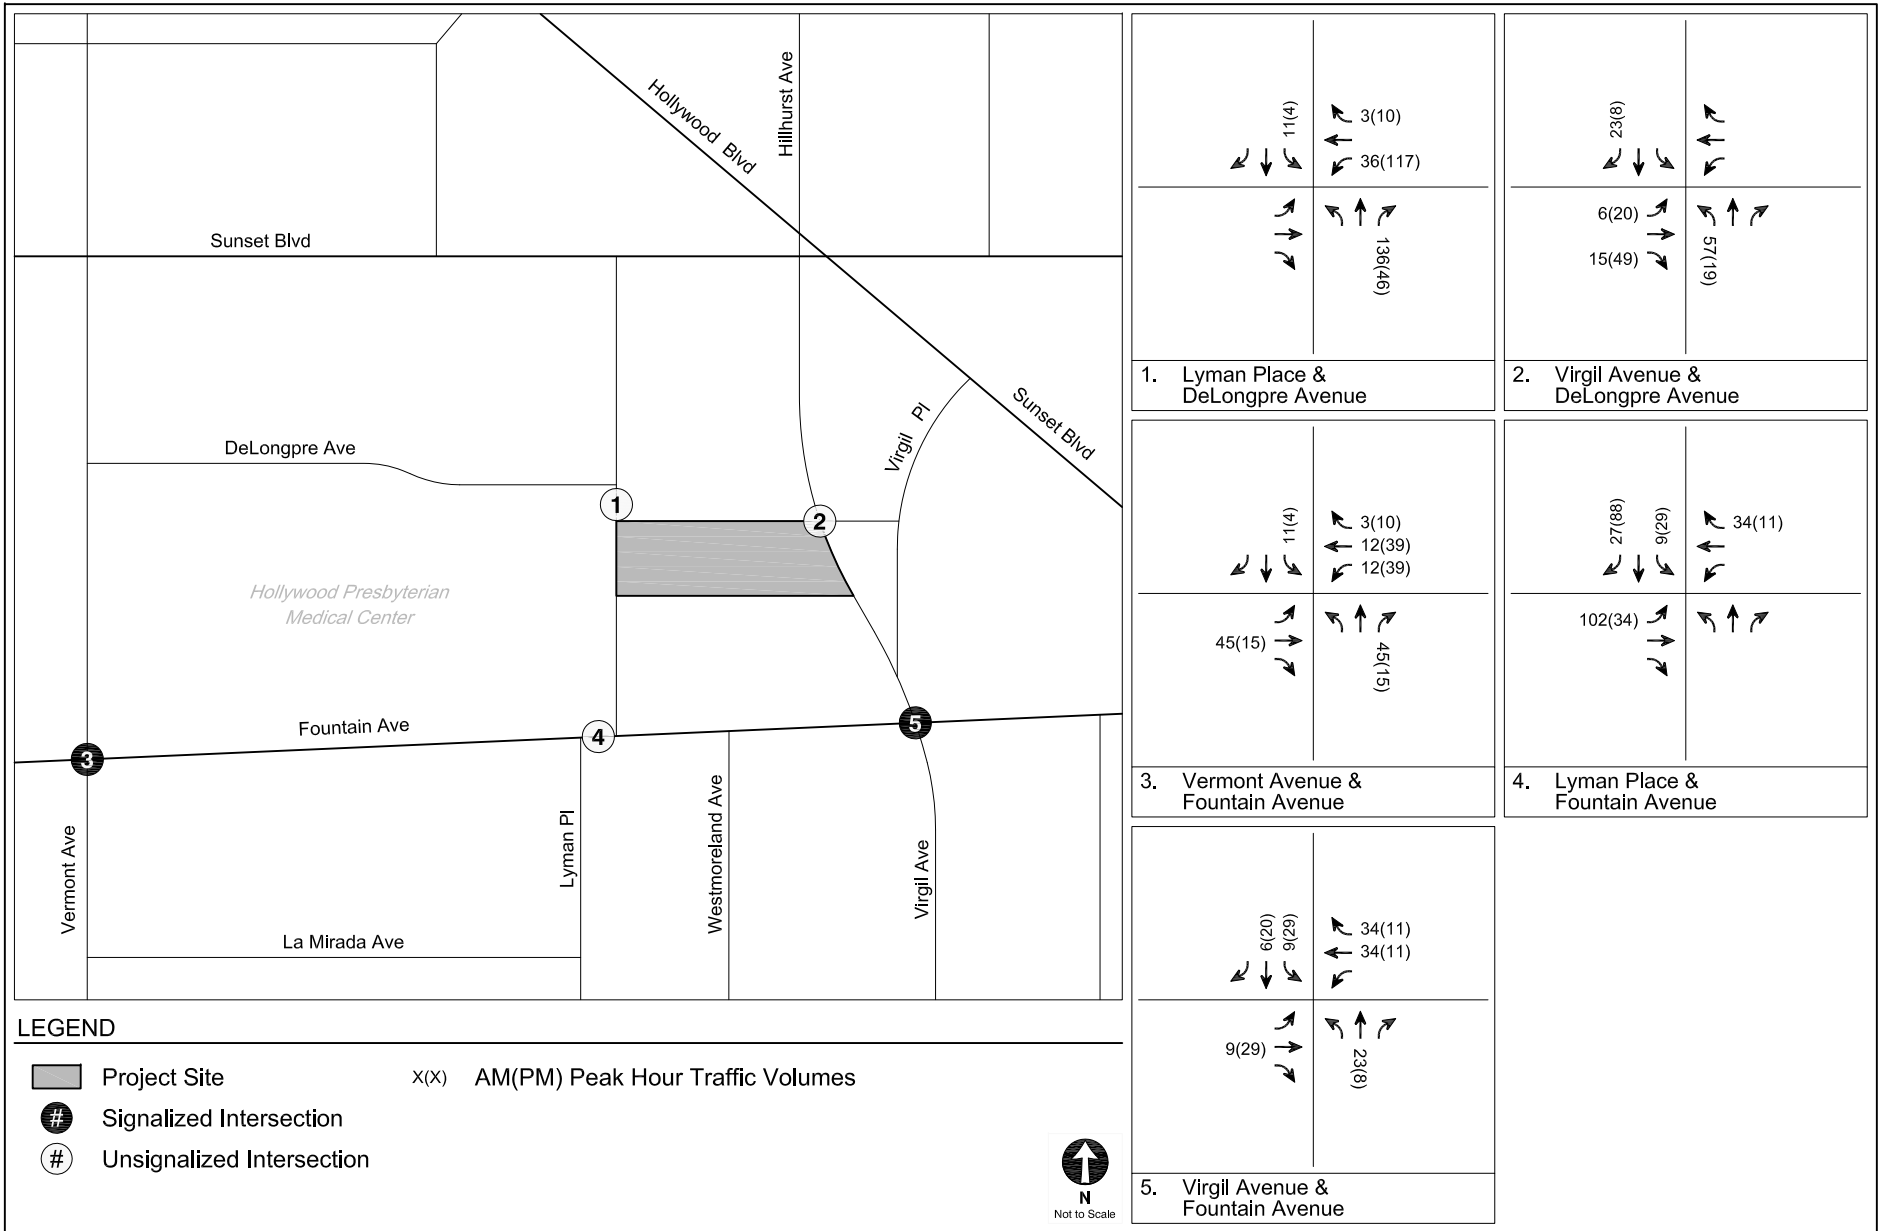 Hollywood Blvd
Hillhurst Ave
Sunset Blvd
Virgil Pl
Sunset Blvd
DeLongpre Ave
1
2
Hollywood Presbyterian
Medical Center
Fountain Ave
3
4
5
Vermont Ave
Lyman Pl
Westmoreland Ave
Virgil Ave
La Mirada Ave
LEGEND
Project Site
X(X) AM(PM) Peak Hour Traffic Volumes
# Signalized Intersection
# Unsignalized Intersection
N
Not to Scale
11(4)
3(10)
36(117)
136(46)
1. Lyman Place &
DeLongpre Avenue
23(8)
6(20)
15(49)
57(19)
2. Virgil Avenue &
DeLongpre Avenue
11(4)
3(10)
12(39)
12(39)
45(15)
45(15)
3. Vermont Avenue &
Fountain Avenue
27(88)
9(29)
34(11)
102(34)
4. Lyman Place &
Fountain Avenue
6(20)
9(29)
34(11)
34(11)
9(29)
23(8)
5. Virgil Avenue &
Fountain Avenue